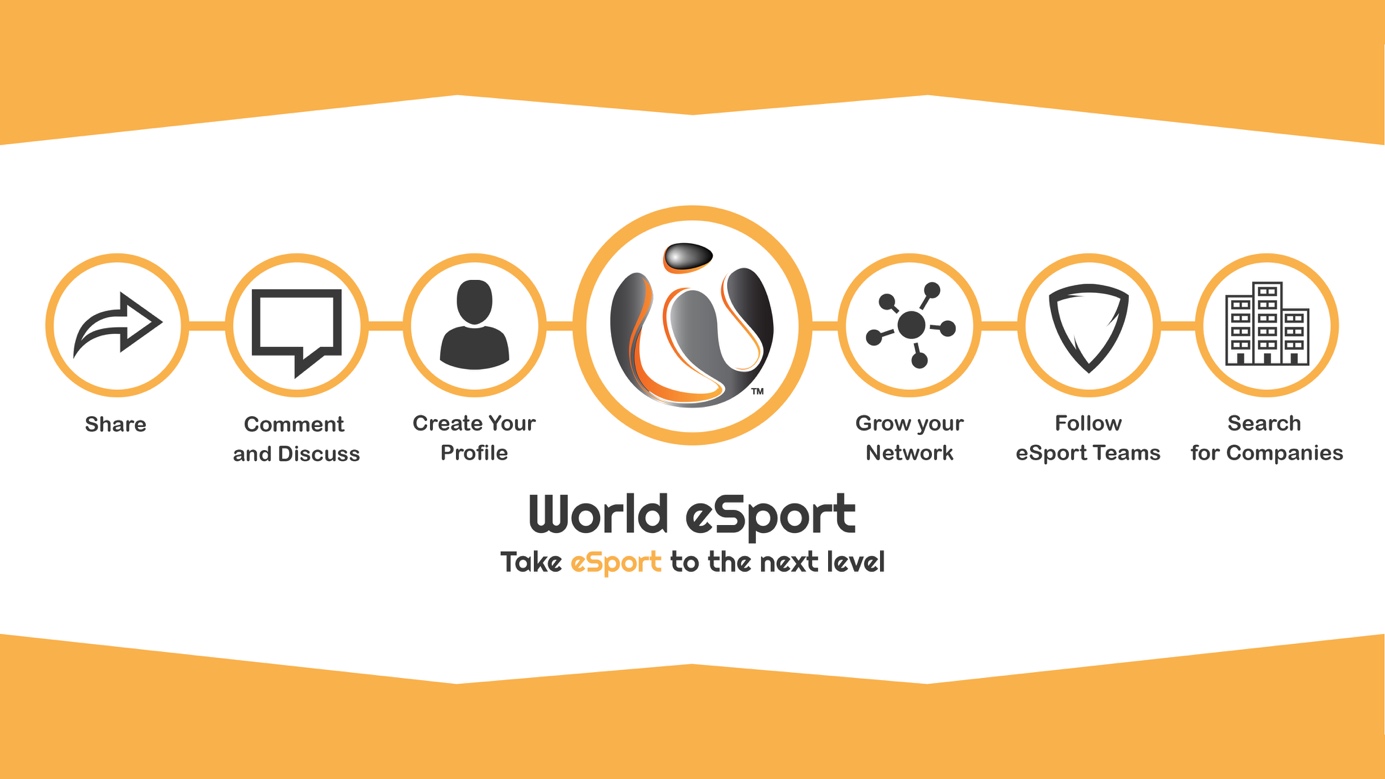 TM
Share
Comment
and Discuss
Create Your
Profile
Grow your
Network
Follow
eSport Teams
Search
for Companies
World eSport
Take eSport to the next level